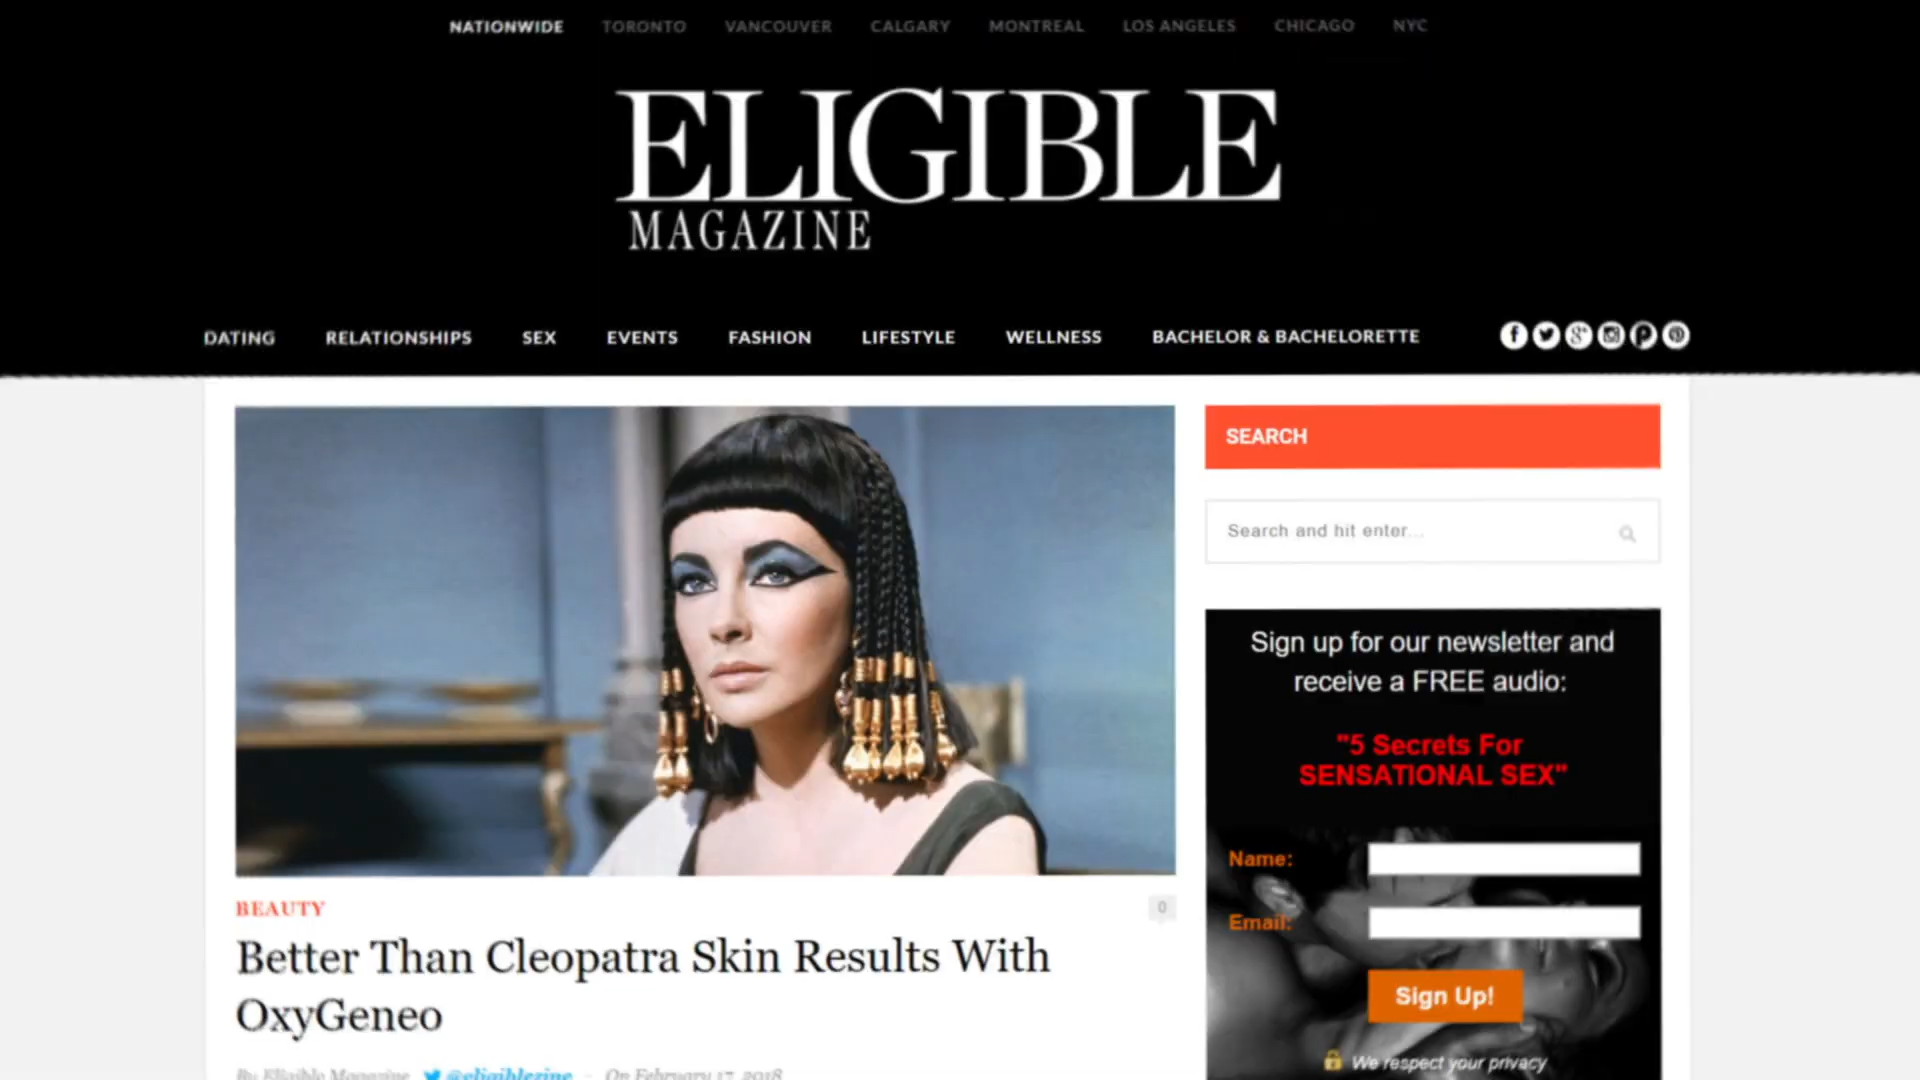 NATIONWIDE TORONTO VANCOUVER CALGARY MONTREAL LOS ANGELES CHICAGO NYC
ELIGIBLE
MAGAZINE
DATING RELATIONSHIPS SEX EVENTS FASHION LIFESTYLE WELLNESS BACHELOR & BACHELORETTE
SEARCH
Search and hit enter...
Sign up for our newsletter and
receive a FREE audio:
"5 Secrets For
SENSATIONAL SEX"
Name:
Email:
Sign Up!
We respect your privacy
BEAUTY
0
Better Than Cleopatra Skin Results With
OxyGeneo
By Eligible Magazine @eligiblezine - On February 17, 2018